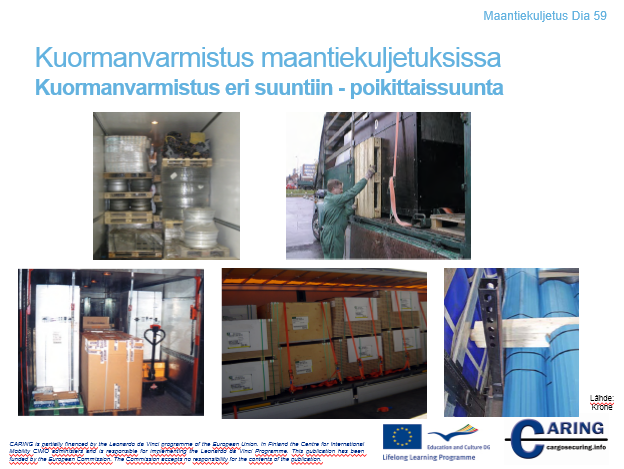 Maantiekuljetus Dia 59
Kuormanvarmistus maantiekuljetuksissa
Kuormanvarmistus eri suuntiin - poikittaissuunta
Lähde:
Krone
CARING is partially financed by the Leonardo da Vinci programme of the European Union. In Finland the Centre for International
Mobility CIMO administers and is responsible for implementing the Leonardo da Vinci Programme. This publication has been
funded by the European Commission. The Commission accepts no responsibility for the contents of the publication.
Education and Culture DG
Lifelong Learning Programme
CARING
cargosecuring.info